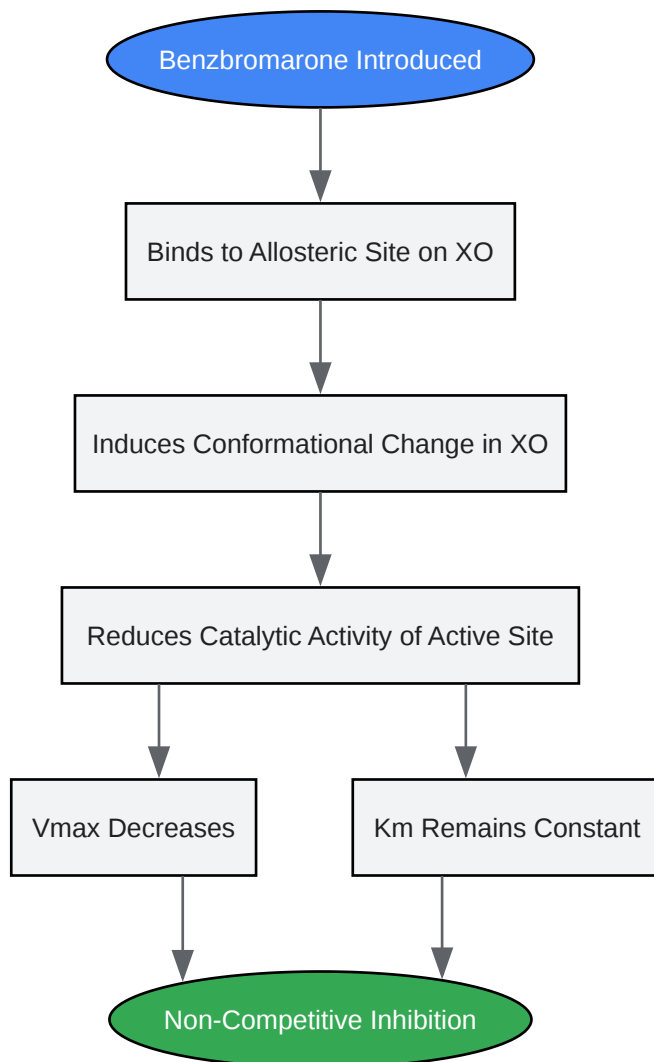 Benzbromarone Introduced
Binds to Allosteric Site on XO
Induces Conformational Change in XO
Reduces Catalytic Activity of Active Site
Vmax Decreases
Km Remains Constant
Non-Competitive Inhibition